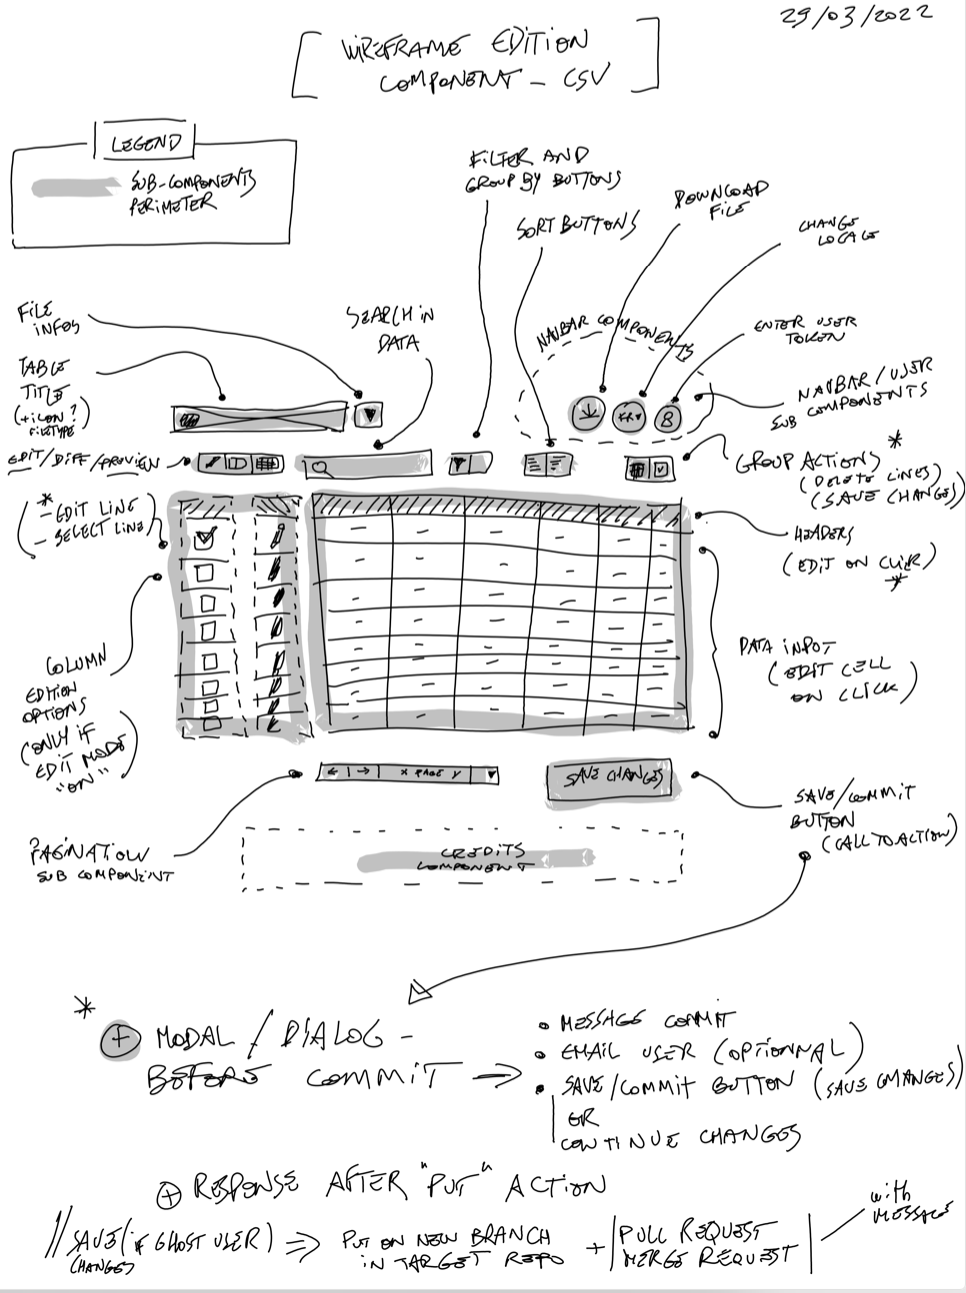 29/03/2022
WIREFRAME EDITION
COMPONENT - CSV
LEGEND
SUB-COMPONENTS
PERIMETER
FILTER AND
GROUP BY BUTTONS
SORT BUTTONS
DOWNLOAD
FILE
CHANGE
LOCALE
FILE
INFOS
SEARCH IN
DATA
NAVBAR COMPONENTS
ENTER USER
TOKEN
TABLE
TITLE
(+ ICON?
FILETYPE)
NAVBAR/USER
SUB COMPONENTS
EDIT/DIFF/PREVIEW
GROUP ACTIONS *
(DELETE LINES)
(SAVE CHANGES)
*
- EDIT LINE
- SELECT LINE
HEADERS
(EDIT ON CLICK)
*
COLUMN
EDITION
OPTIONS
(ONLY IF
EDIT MODE
"ON")
DATA INPUT
(EDIT CELL
ON CLICK)
← | → | X PAGE Y
SAVE CHANGES
SAVE/COMMIT
BUTTON
(CALL TO ACTION)
PAGINATION
SUB COMPONENT
CREDITS
COMPONENT
*
+ MODAL / DIALOG -
BEFORE COMMIT →
• MESSAGE COMMIT
• EMAIL USER (OPTIONNAL)
• SAVE/COMMIT BUTTON (SAVE CHANGES)
OR
CONTINUE CHANGES
+ RESPONSE AFTER "PUT" ACTION
// SAVE (IF GHOST USER) ⇒ PUT ON NEW BRANCH + | PULL REQUEST |
CHANGES IN TARGET REPO MERGE REQUEST
with
MESSAGE